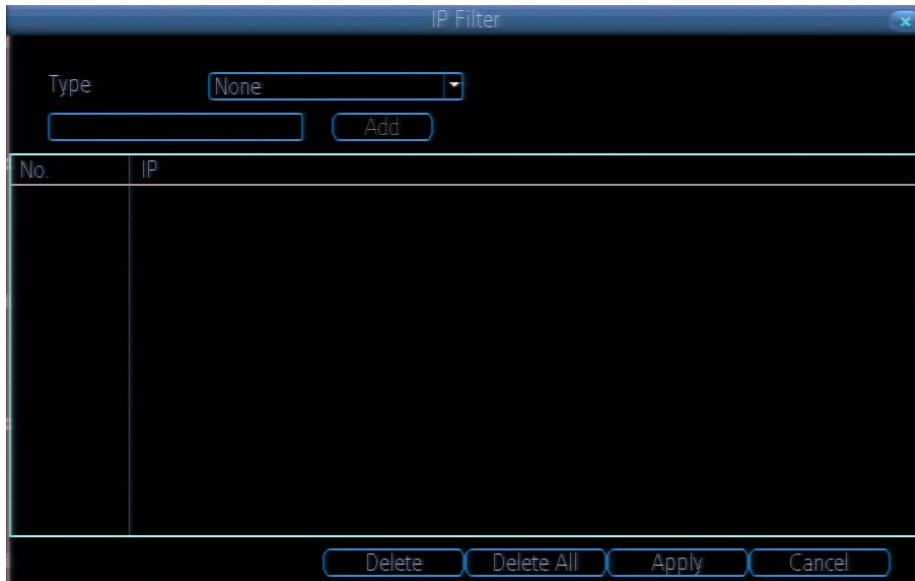 IP Filter
Type None
Add
No. IP
Delete Delete All Apply Cancel